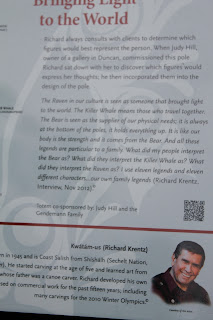 Bringing Light
to the World
Richard always consults with clients to determine which
figures would best represent the person. When Judy Hill,
owner of a gallery in Duncan, commissioned this pole
Richard sat down with her to discover which figures would
express her thoughts; he then incorporated them into the
design of the pole.
The Raven in our culture is seen as someone that brought light
to the world. The Killer Whale means those who travel together.
The Bear is seen as the supplier of our physical needs; it is always
at the bottom of the poles, it holds everything up. It is like our
body is the strength and it comes from the Bear. And all these
legends are particular to a family. What did my people interpret
the Bear as? What did they interpret the Killer Whale as? What
did they interpret the Raven as? I use eleven legends and eleven
different characters...our own family legends (Richard Krentz,
Interview, Nov 2012).
Totem co-sponsored by: Judy Hill and the
Geidermann Family
Kwitâm-us (Richard Krentz)
in 1945 and is Coast Salish from Shíshálh (Sechelt Nation,
He started carving at the age of five and learned art from
whose father was a canoe carver. Richard developed his own
used on commercial work for the past fifteen years, including
many carvings for the 2010 Winter Olympics.